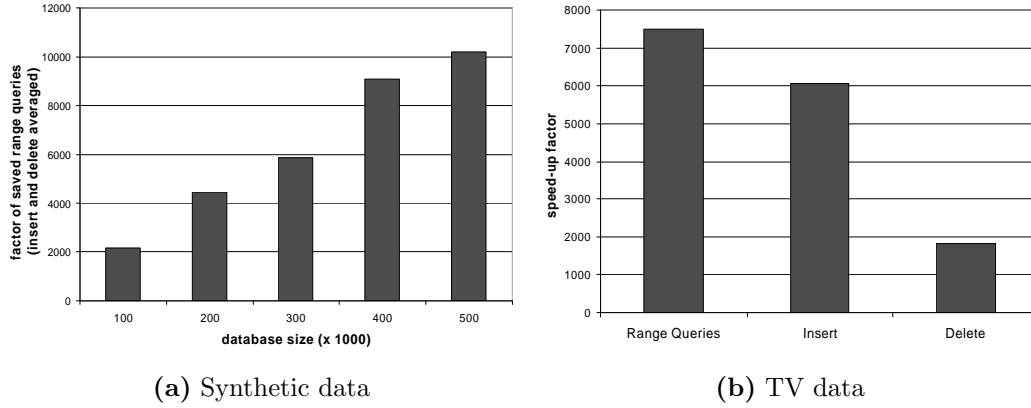 12000
10000
8000
6000
4000
2000
0
factor of saved range queries
(insert and delete averaged)
100 200 300 400 500
database size (x 1000)
(a) Synthetic data
8000
7000
6000
5000
4000
3000
2000
1000
0
speed-up factor
Range Queries Insert Delete
(b) TV data